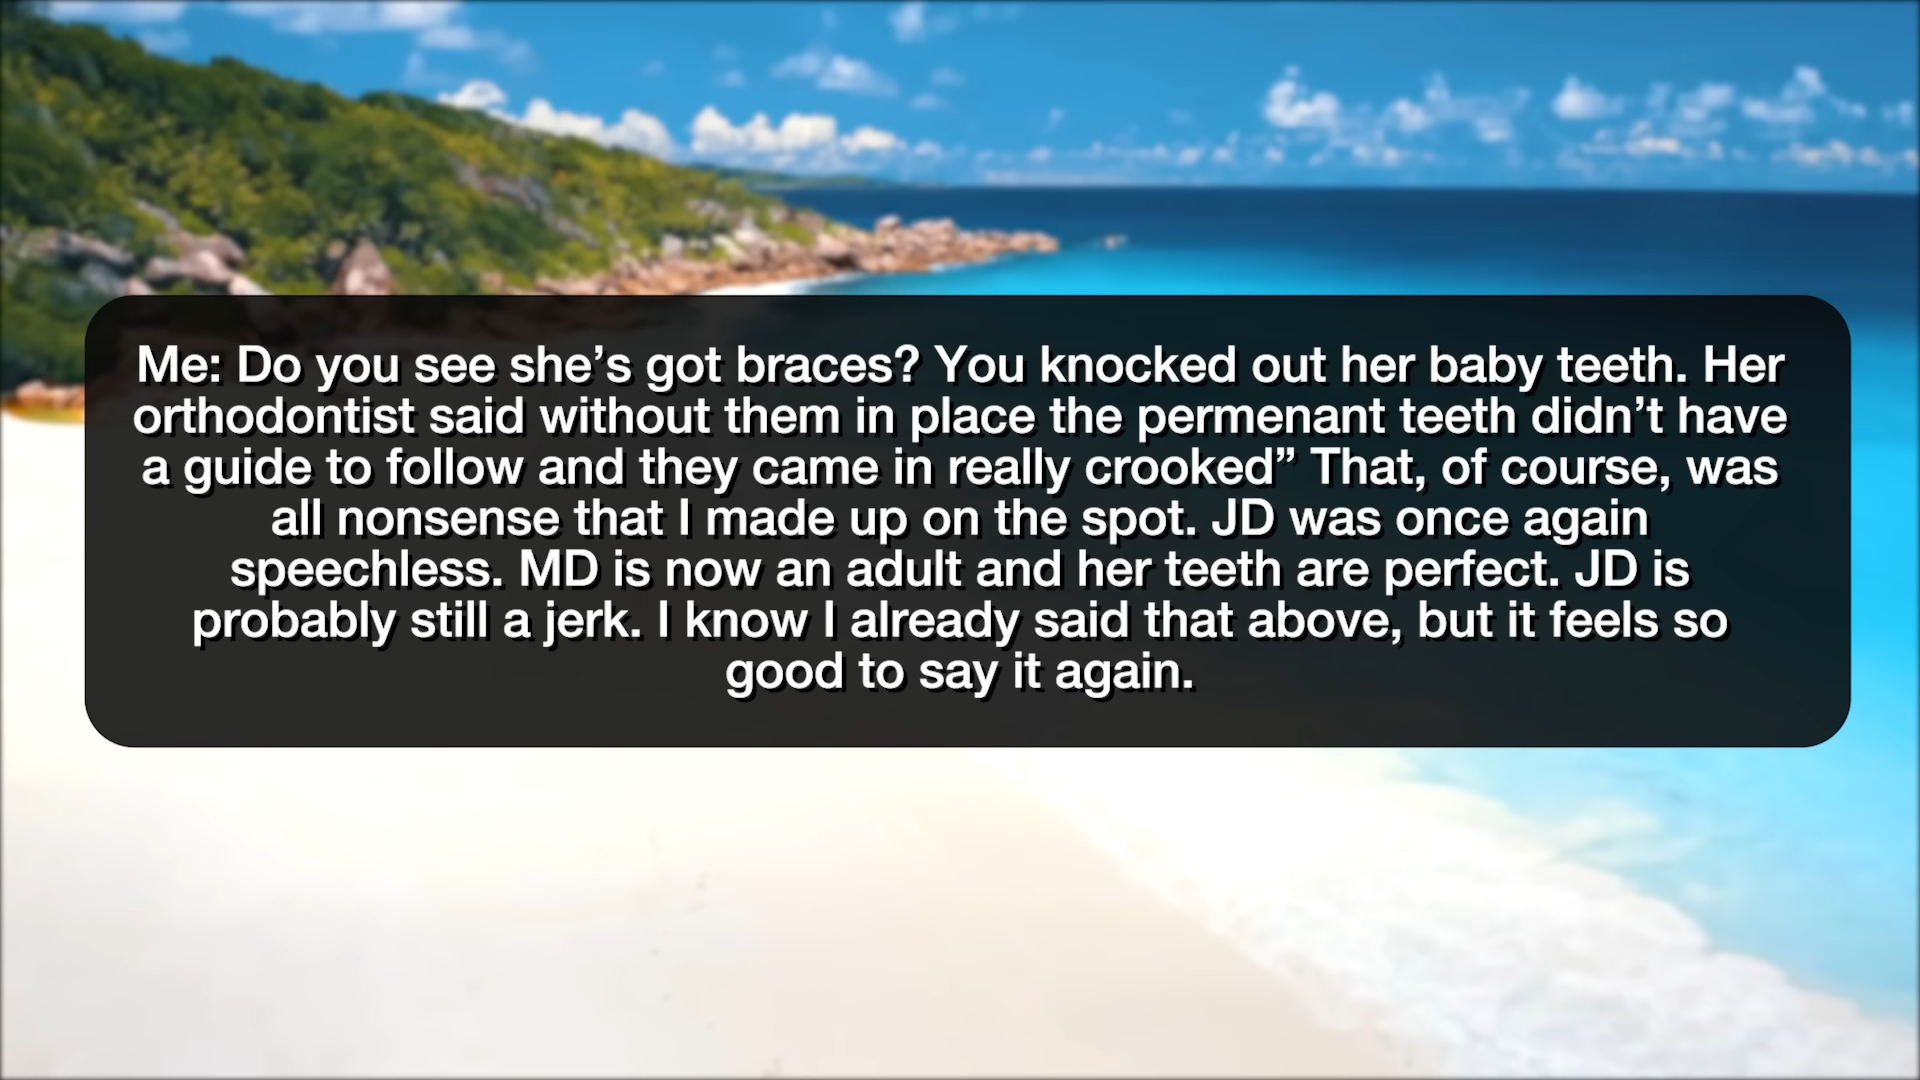 Me: Do you see she’s got braces? You knocked out her baby teeth. Her
orthodontist said without them in place the permenant teeth didn’t have
a guide to follow and they came in really crooked” That, of course, was
all nonsense that I made up on the spot. JD was once again
speechless. MD is now an adult and her teeth are perfect. JD is
probably still a jerk. I know I already said that above, but it feels so
good to say it again.